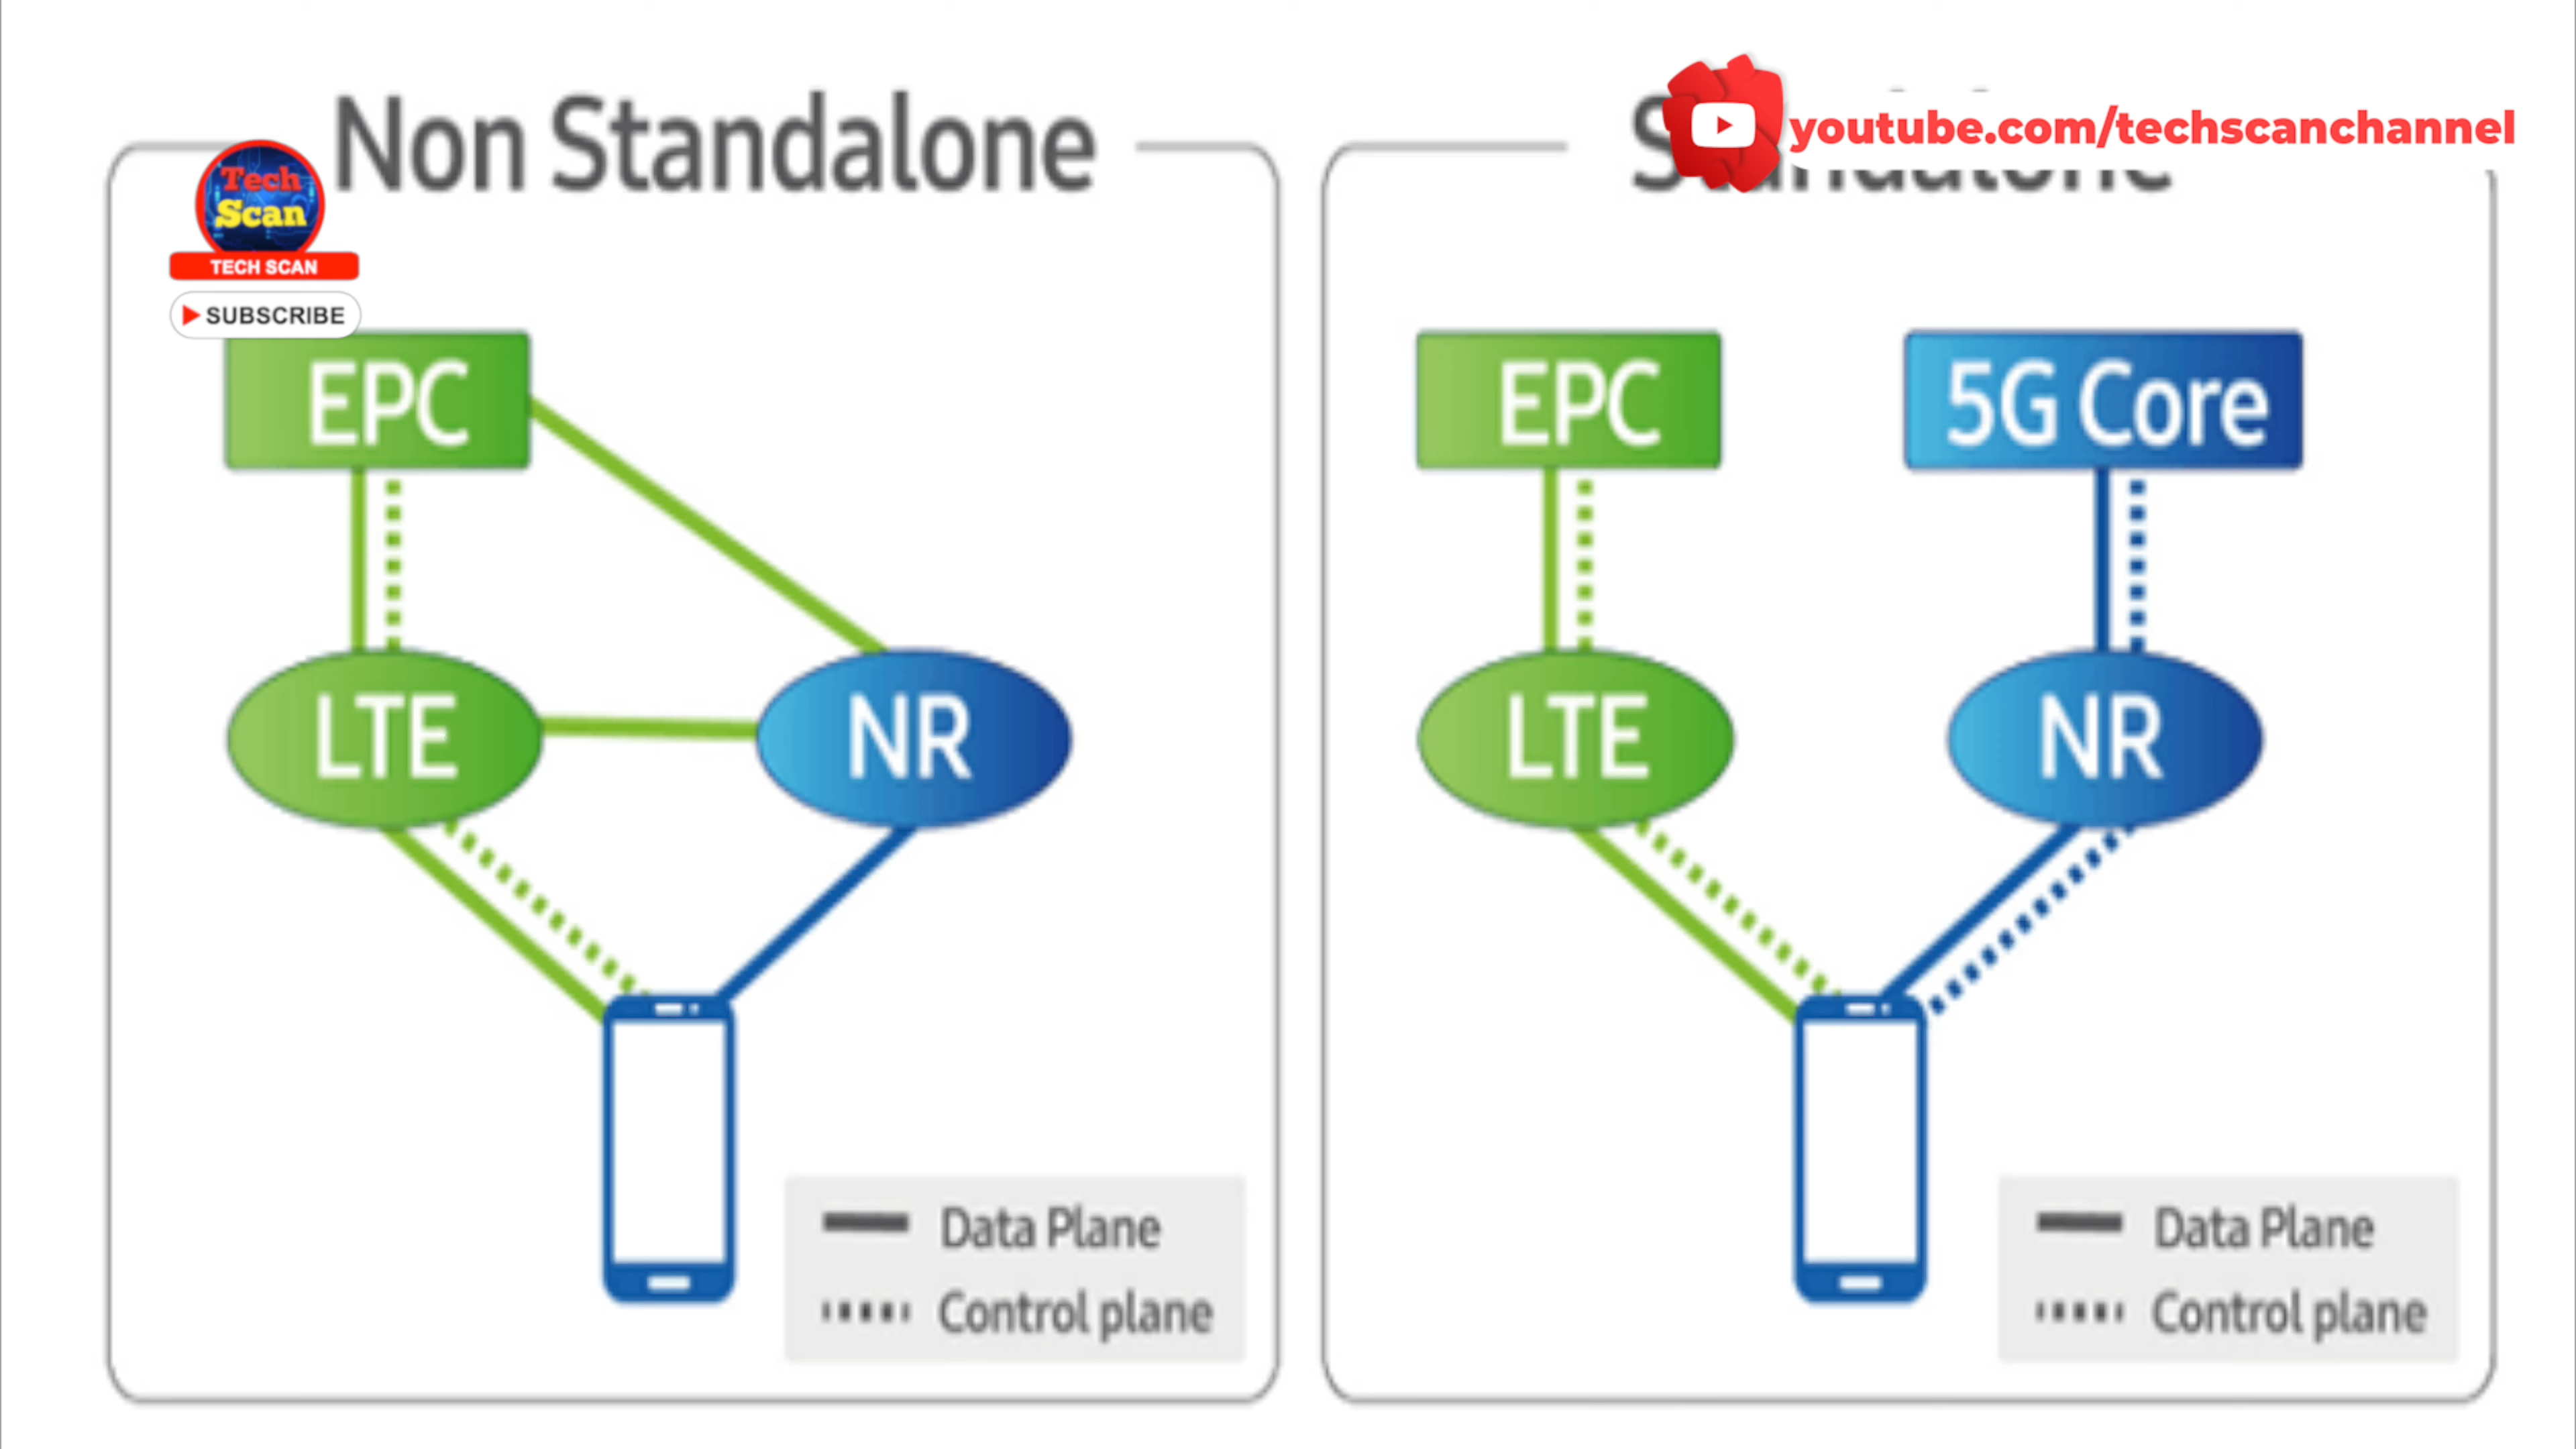 Non Standalone
Tech
Scan
TECH SCAN
SUBSCRIBE
EPC
LTE
NR
Data Plane
Control plane
youtube.com/techscanchannel
EPC
5G Core
LTE
NR
Data Plane
Control plane